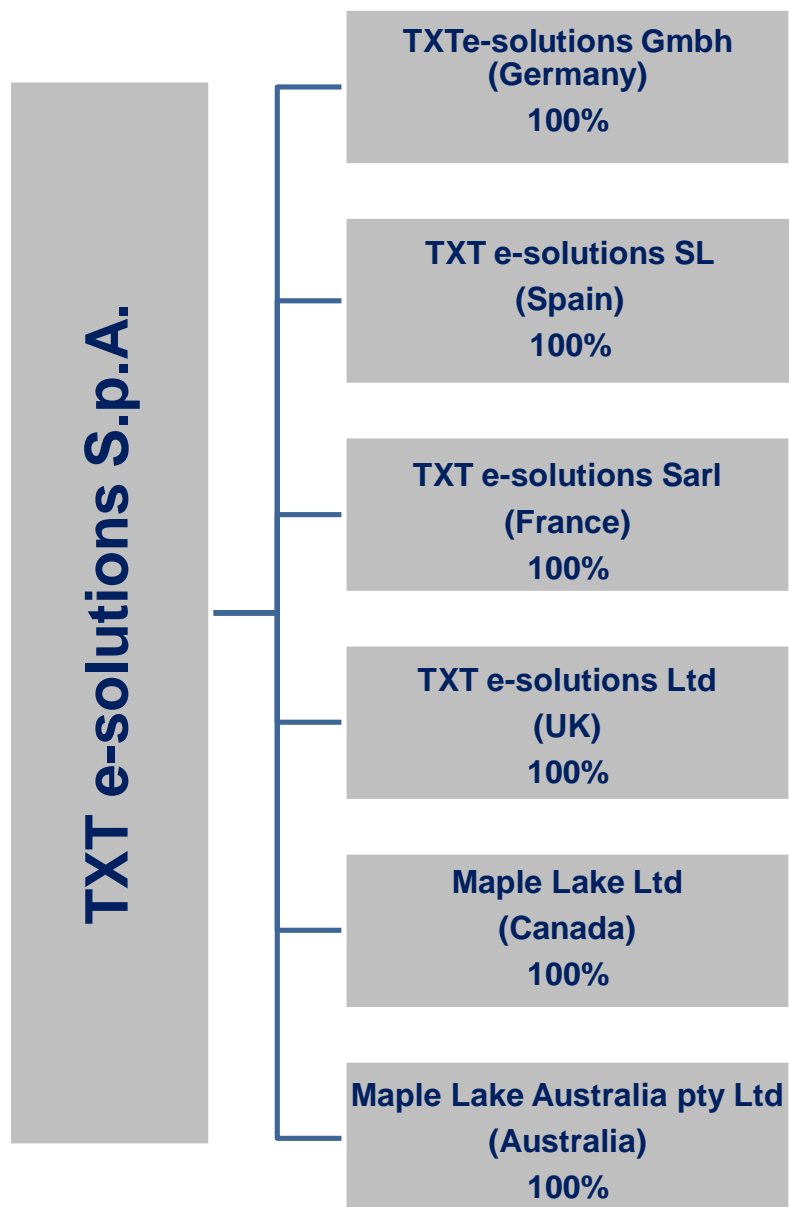 TXT e-solutions S.p.A.
TXTe-solutions Gmbh
(Germany)
100%
TXT e-solutions SL
(Spain)
100%
TXT e-solutions Sarl
(France)
100%
TXT e-solutions Ltd
(UK)
100%
Maple Lake Ltd
(Canada)
100%
Maple Lake Australia pty Ltd
(Australia)
100%